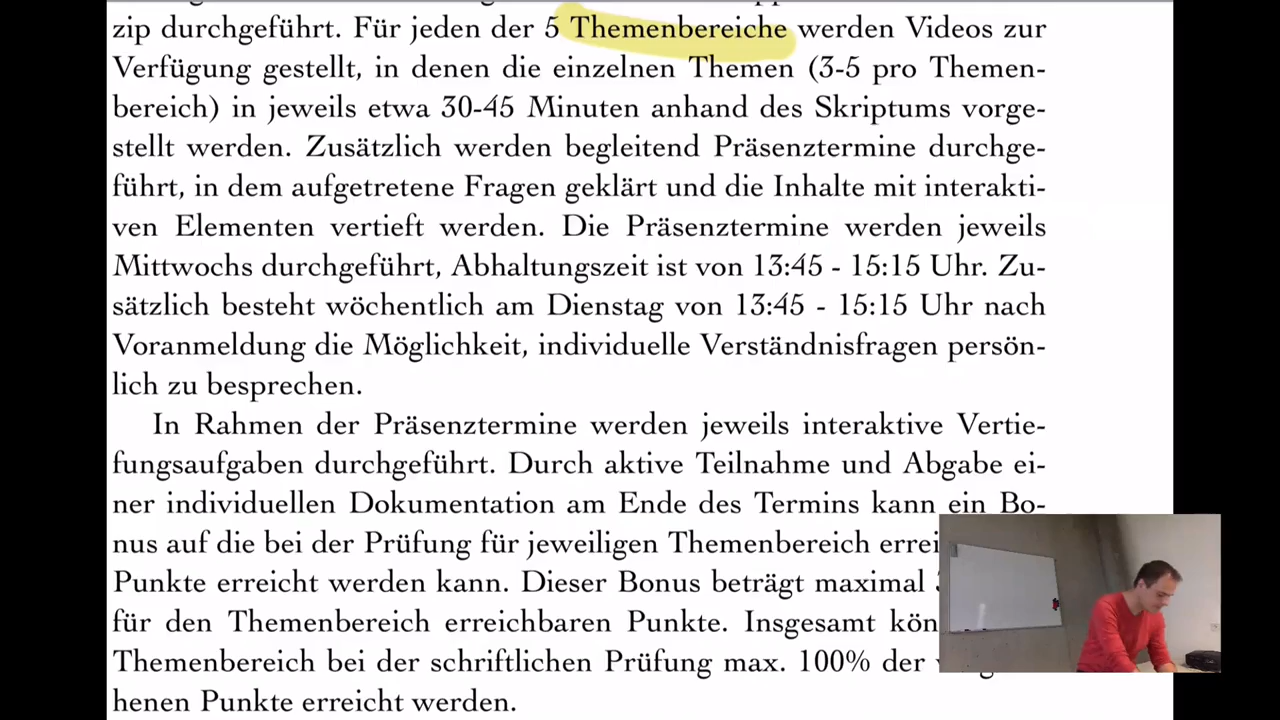 zip durchgeführt. Für jeden der 5 Themenbereiche werden Videos zur
Verfügung gestellt, in denen die einzelnen Themen (3-5 pro Themen-
bereich) in jeweils etwa 30-45 Minuten anhand des Skriptums vorge-
stellt werden. Zusätzlich werden begleitend Präsenztermine durchge-
führt, in dem aufgetretene Fragen geklärt und die Inhalte mit interakti-
ven Elementen vertieft werden. Die Präsenztermine werden jeweils
Mittwochs durchgeführt, Abhaltungszeit ist von 13:45 - 15:15 Uhr. Zu-
sätzlich besteht wöchentlich am Dienstag von 13:45 - 15:15 Uhr nach
Voranmeldung die Möglichkeit, individuelle Verständnisfragen persön-
lich zu besprechen.
In Rahmen der Präsenztermine werden jeweils interaktive Vertie-
fungsaufgaben durchgeführt. Durch aktive Teilnahme und Abgabe ei-
ner individuellen Dokumentation am Ende des Termins kann ein Bo-
nus auf die bei der Prüfung für jeweiligen Themenbereich
Punkte erreicht werden kann. Dieser Bonus beträgt maximal
für den Themenbereich erreichbaren Punkte. Insgesamt
Themenbereich bei der schriftlichen Prüfung max. 100% der
henen Punkte erreicht werden.